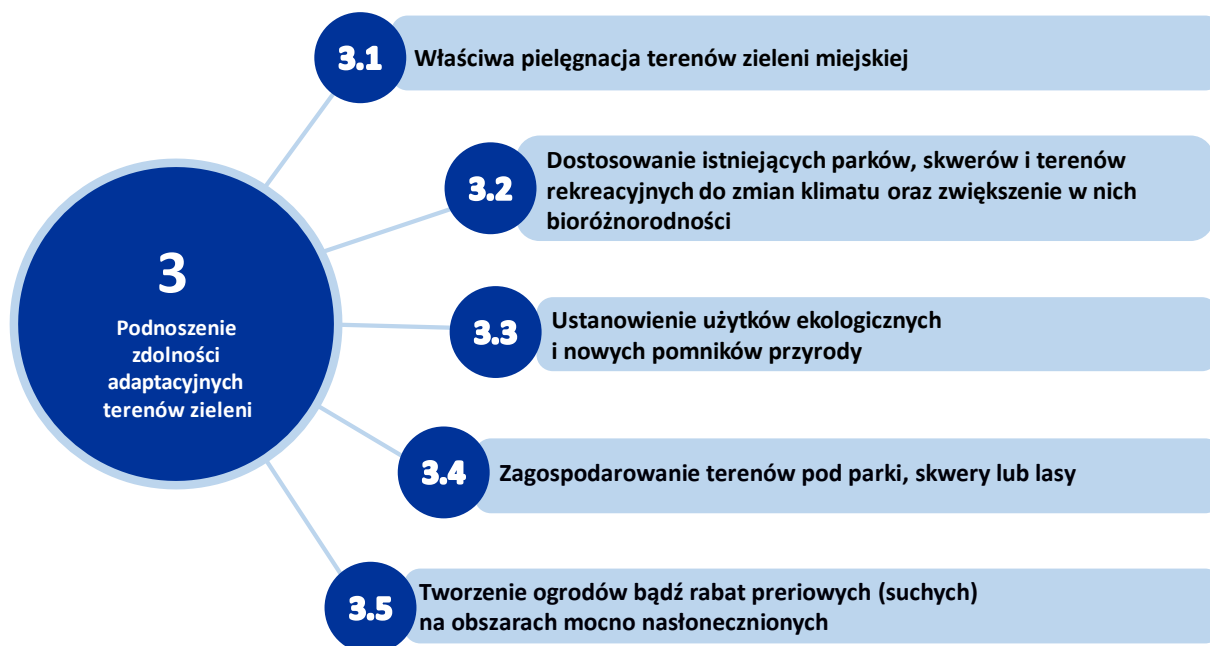 3
Podnoszenie
zdolności
adaptacyjnych
terenów zieleni
3.1
Właściwa pielęgnacja terenów zieleni miejskiej
3.2
Dostosowanie istniejących parków, skwerów i terenów
rekreacyjnych do zmian klimatu oraz zwiększenie w nich
bioróżnorodności
3.3
Ustanowienie użytków ekologicznych
i nowych pomników przyrody
3.4
Zagospodarowanie terenów pod parki, skwery lub lasy
3.5
Tworzenie ogrodów bądź rabat preriowych (suchych)
na obszarach mocno nasłonecznionych